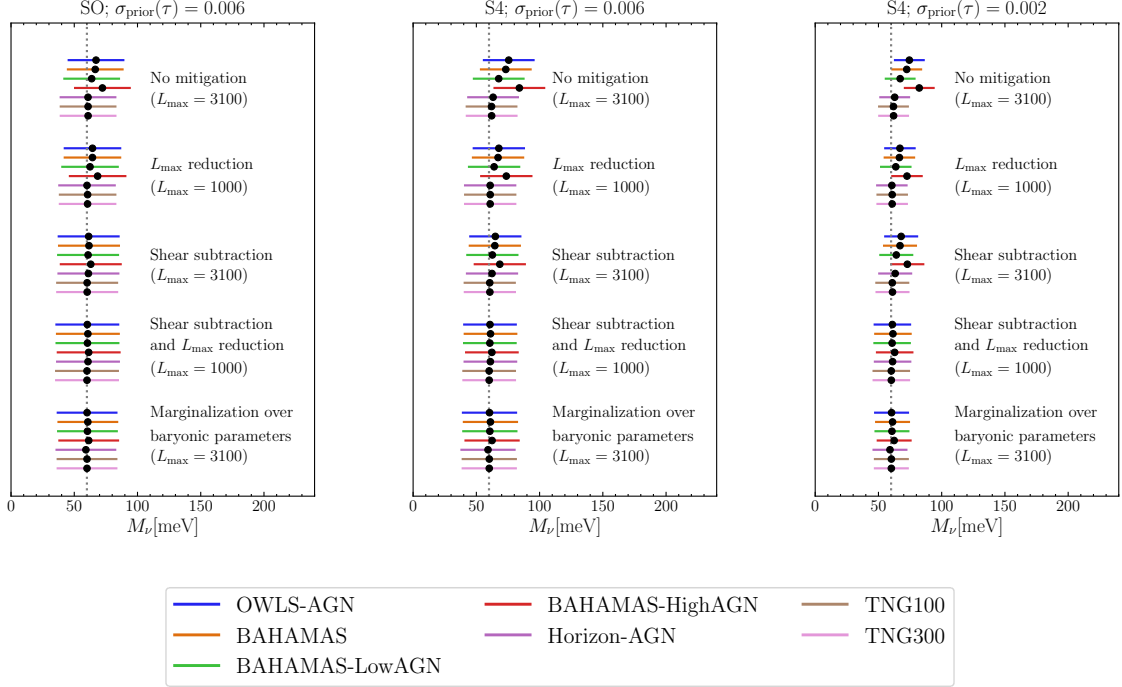 SO; σprior(τ) = 0.006
No mitigation
(Lmax = 3100)
Lmax reduction
(Lmax = 1000)
Shear subtraction
(Lmax = 3100)
Shear subtraction
and Lmax reduction
(Lmax = 1000)
Marginalization over
baryonic parameters
(Lmax = 3100)
0 50 100 150 200
Mν[meV]
S4; σprior(τ) = 0.006
No mitigation
(Lmax = 3100)
Lmax reduction
(Lmax = 1000)
Shear subtraction
(Lmax = 3100)
Shear subtraction
and Lmax reduction
(Lmax = 1000)
Marginalization over
baryonic parameters
(Lmax = 3100)
0 50 100 150 200
Mν[meV]
S4; σprior(τ) = 0.002
No mitigation
(Lmax = 3100)
Lmax reduction
(Lmax = 1000)
Shear subtraction
(Lmax = 3100)
Shear subtraction
and Lmax reduction
(Lmax = 1000)
Marginalization over
baryonic parameters
(Lmax = 3100)
0 50 100 150 200
Mν[meV]
OWLS-AGN
BAHAMAS
BAHAMAS-LowAGN
BAHAMAS-HighAGN
Horizon-AGN
TNG100
TNG300